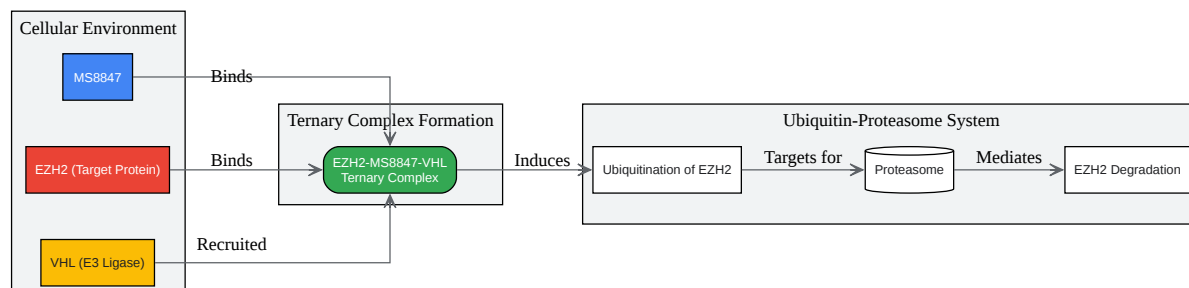 Cellular Environment
MS8847
Binds
Ternary Complex Formation
Ubiquitin-Proteasome System
EZH2 (Target Protein)
Binds
EZH2-MS8847-VHL
Ternary Complex
Induces
Ubiquitination of EZH2
Targets for
Proteasome
Mediates
EZH2 Degradation
Recruited
VHL (E3 Ligase)